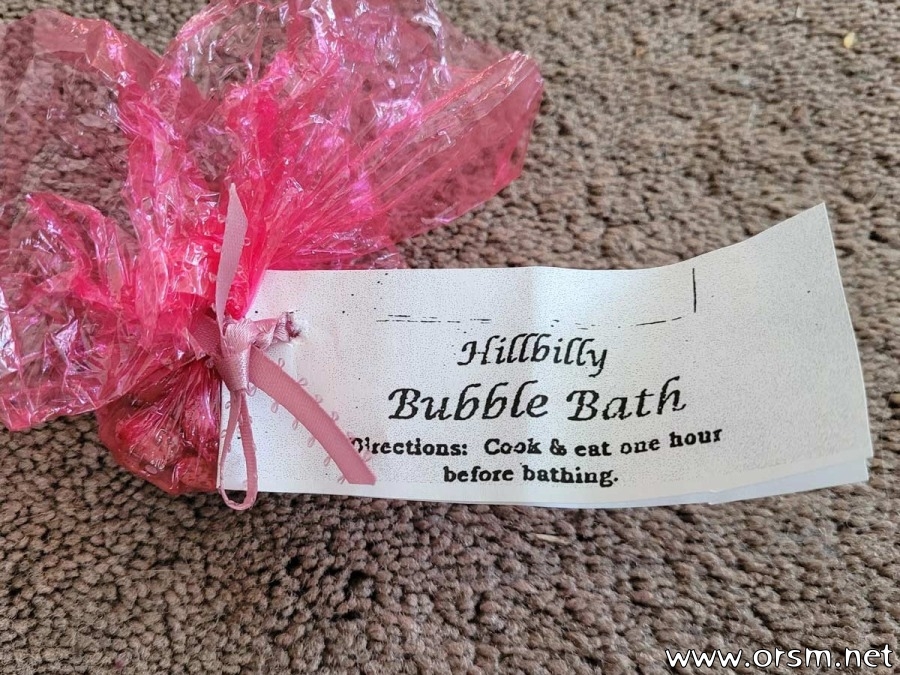 Hillbilly
Bubble Bath
Directions: Cook & eat one hour
before bathing.
www.orsm.net